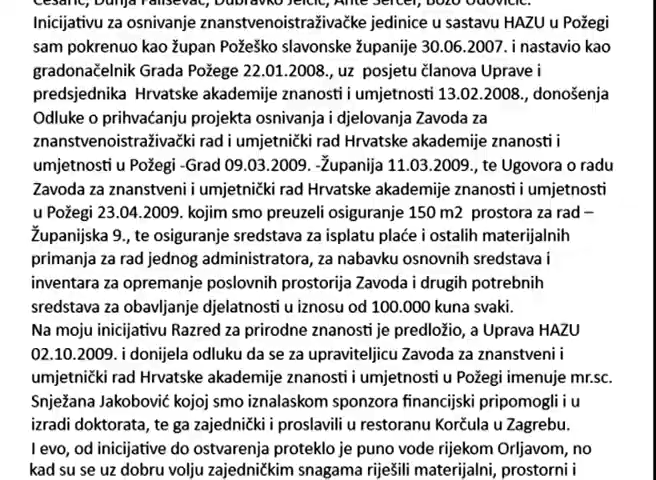 Cesarić, Dunja Fališevac, Dubravko Jelčić, Ante Šercer, Božo Udovičić.
Inicijativu za osnivanje znanstvenoistraživačke jedinice u sastavu HAZU u Požegi
sam pokrenuo kao župan Požeško slavonske županije 30.06.2007. i nastavio kao
gradonačelnik Grada Požege 22.01.2008., uz posjetu članova Uprave i
predsjednika Hrvatske akademije znanosti i umjetnosti 13.02.2008., donošenja
Odluke o prihvaćanju projekta osnivanja i djelovanja Zavoda za
znanstvenoistraživački rad i umjetnički rad Hrvatske akademije znanosti i
umjetnosti u Požegi -Grad 09.03.2009. -Županija 11.03.2009., te Ugovora o radu
Zavoda za znanstveni i umjetnički rad Hrvatske akademije znanosti i umjetnosti
u Požegi 23.04.2009. kojim smo preuzeli osiguranje 150 m2 prostora za rad –
Županijska 9., te osiguranje sredstava za isplatu plaće i ostalih materijalnih
primanja za rad jednog administratora, za nabavku osnovnih sredstava i
inventara za opremanje poslovnih prostorija Zavoda i drugih potrebnih
sredstava za obavljanje djelatnosti u iznosu od 100.000 kuna svaki.
Na moju inicijativu Razred za prirodne znanosti je predložio, a Uprava HAZU
02.10.2009. i donijela odluku da se za upraviteljicu Zavoda za znanstveni i
umjetnički rad Hrvatske akademije znanosti i umjetnosti u Požegi imenuje mr.sc.
Snježana Jakobović kojoj smo iznalaskom sponzora financijski pripomogli i u
izradi doktorata, te ga zajednički i proslavili u restoranu Korčula u Zagrebu.
I evo, od inicijative do ostvarenja proteklo je puno vode rijekom Orljavom, no
kad su se uz dobru volju zajedničkim snagama riješili materijalni, prostorni i